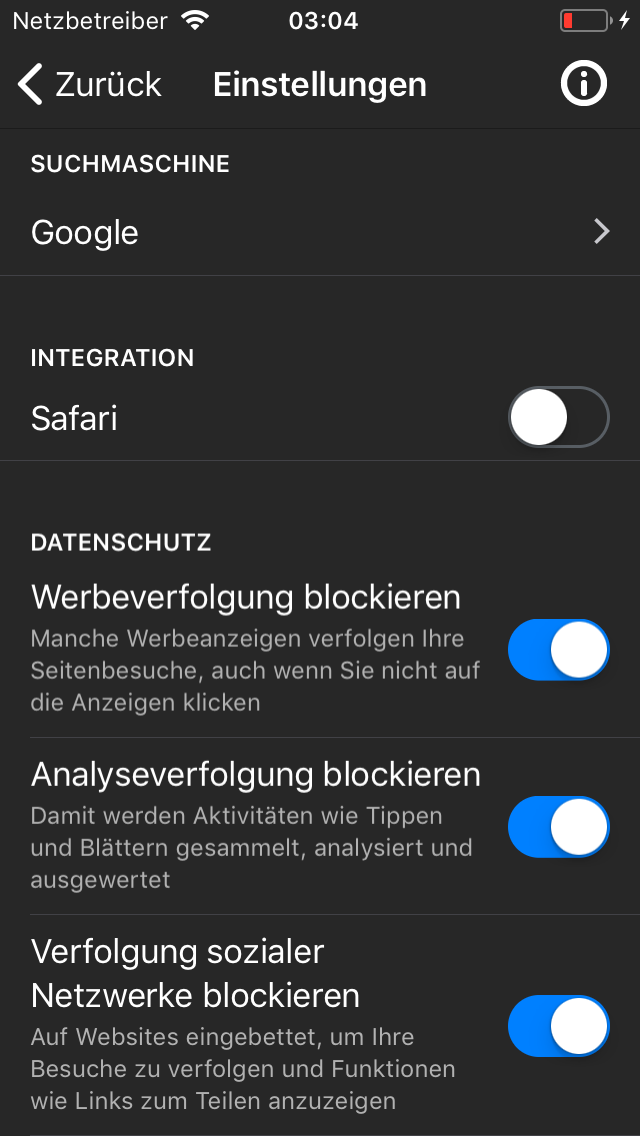 Netzbetreiber 03:04
Zurück Einstellungen
SUCHMASCHINE
Google
INTEGRATION
Safari
DATENSCHUTZ
Werbeverfolgung blockieren
Manche Werbeanzeigen verfolgen Ihre
Seitenbesuche, auch wenn Sie nicht auf
die Anzeigen klicken
Analyseverfolgung blockieren
Damit werden Aktivitäten wie Tippen
und Blättern gesammelt, analysiert und
ausgewertet
Verfolgung sozialer
Netzwerke blockieren
Auf Websites eingebettet, um Ihre
Besuche zu verfolgen und Funktionen
wie Links zum Teilen anzuzeigen